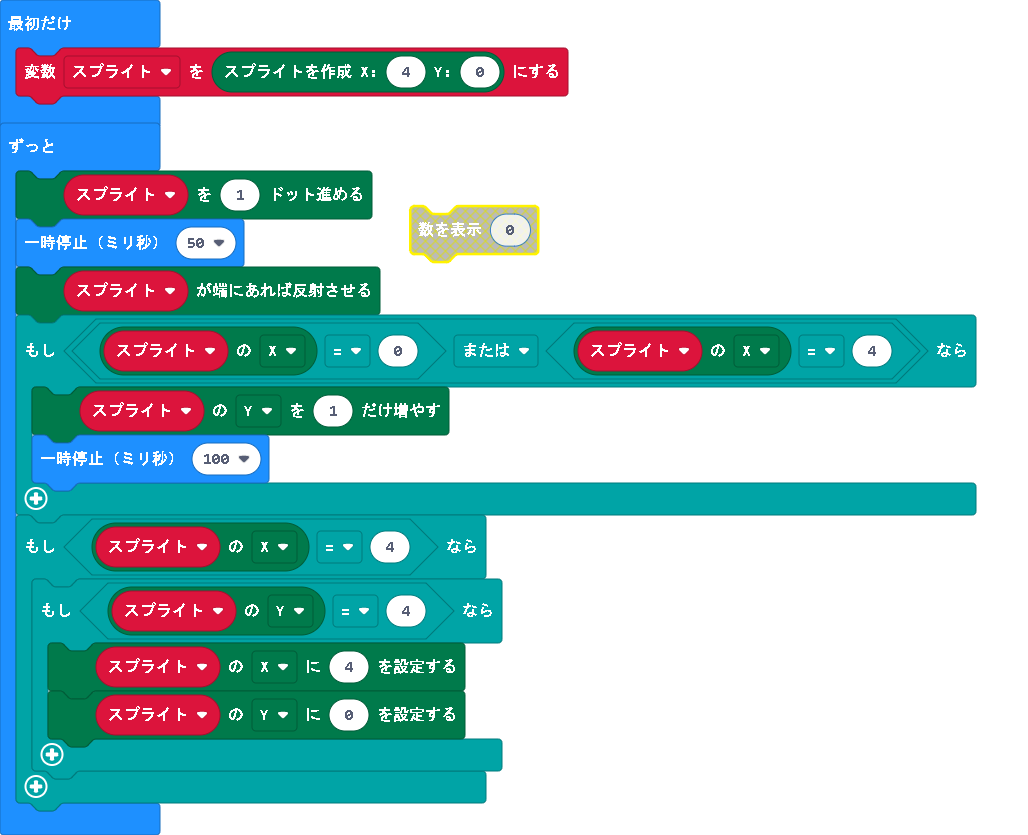 最初だけ
変数 スプライト を スプライトを作成 X: 4 Y: 0 にする
ずっと
スプライト を 1 ドット進める
数を表示 0
一時停止（ミリ秒） 50
スプライト が端にあれば反射させる
もし スプライト の X = 0 または スプライト の X = 4 なら
スプライト の Y を 1 だけ増やす
一時停止（ミリ秒） 100
もし スプライト の X = 4 なら
もし スプライト の Y = 4 なら
スプライト の X に 4 を設定する
スプライト の Y に 0 を設定する